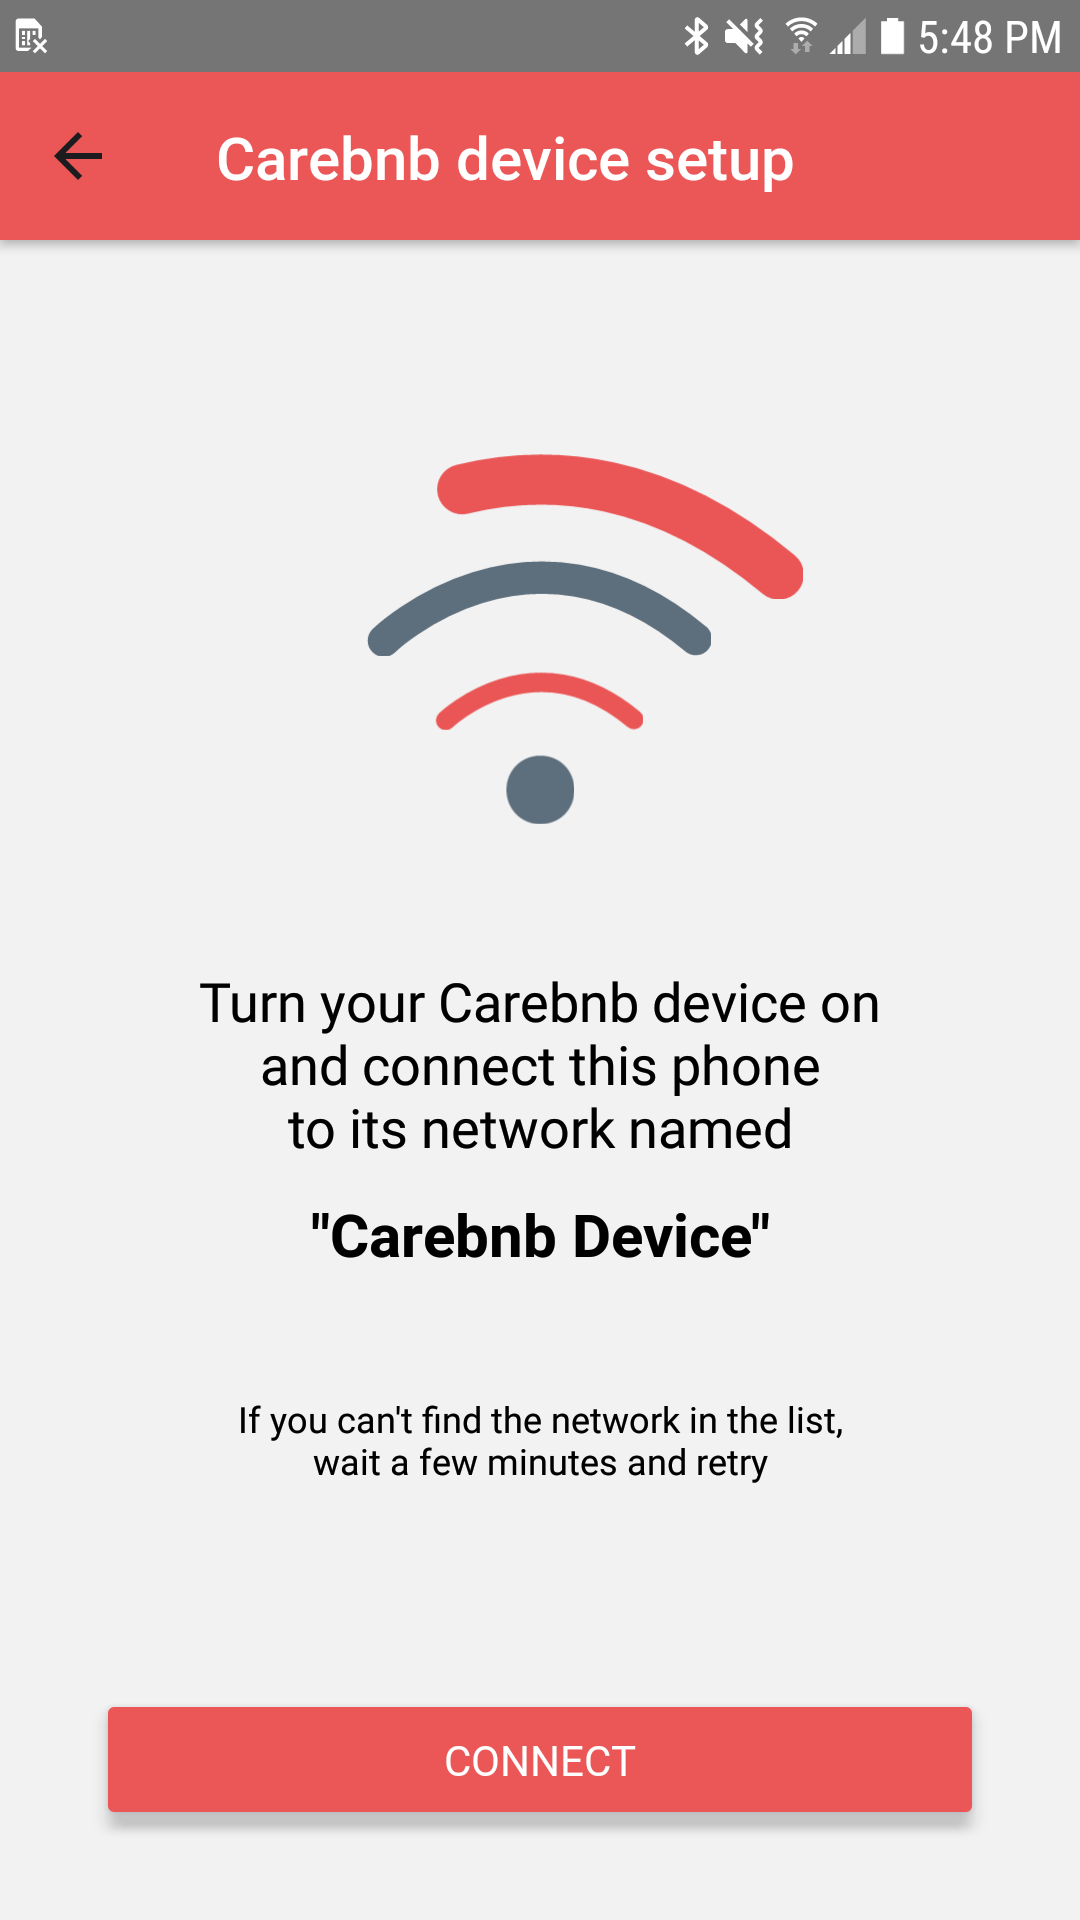 5:48 PM
Carebnb device setup
Turn your Carebnb device on
and connect this phone
to its network named
"Carebnb Device"
If you can't find the network in the list,
wait a few minutes and retry
CONNECT